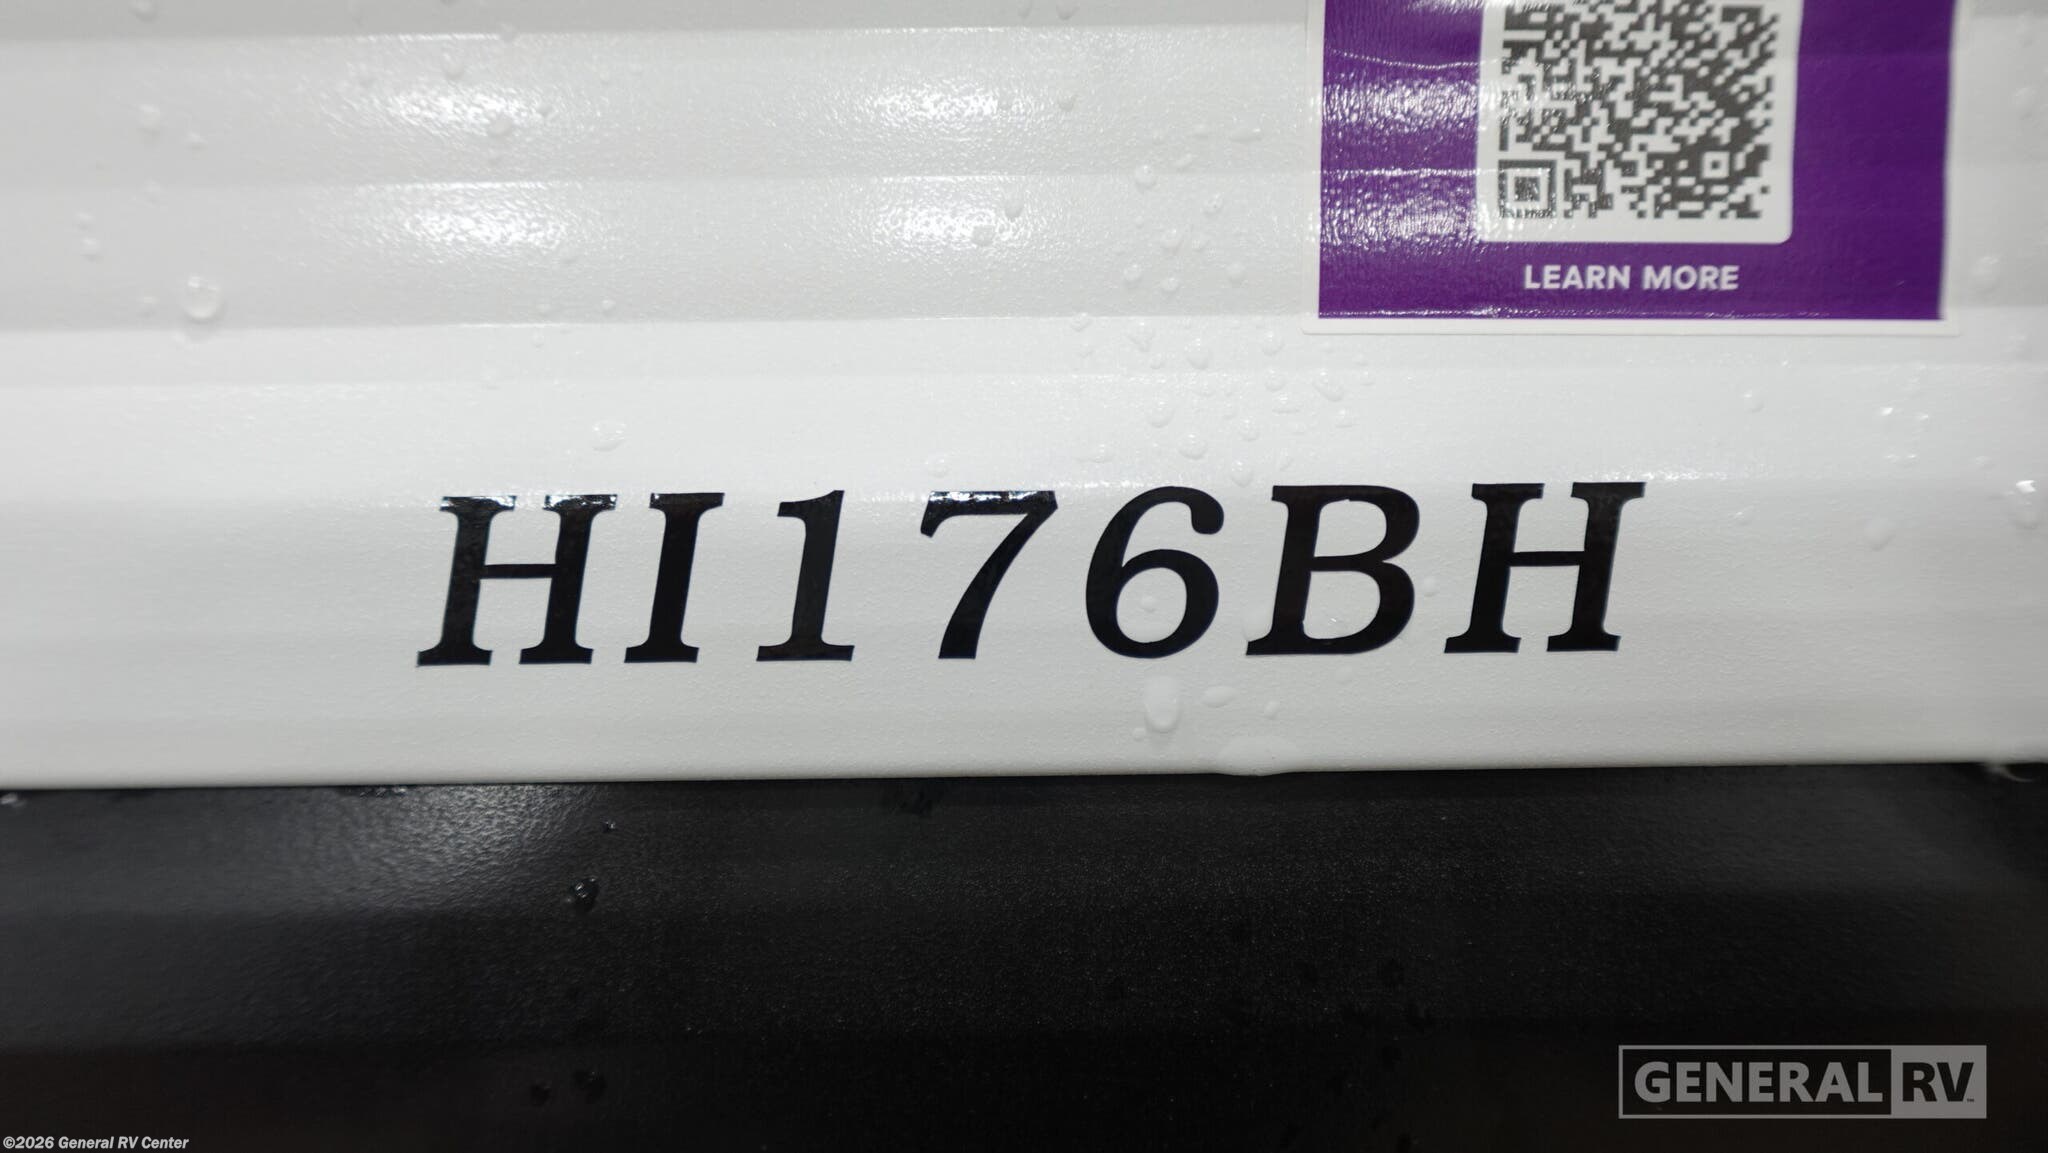 LEARN MORE
HI176BH
GENERAL RV
©2026 General RV Center